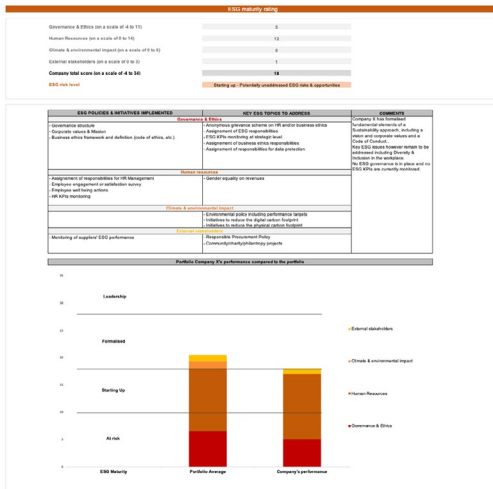 ESG maturity rating
Governance & Ethics (on a scale of -4 to 11) 5
Human Resources (on a scale of 0 to 14) 12
Climate & environmental impact (on a scale of 0 to 6) 0
External stakeholders (on a scale of 0 to 3) 1
Company total score (on a scale of -4 to 34) 18
ESG risk level Starting up - Potentially unaddressed ESG risks & opportunities
ESG POLICIES & INITIATIVES IMPLEMENTED KEY ESG TOPICS TO ADDRESS COMMENTS
Governance & Ethics
- Governance structure
- Corporate values & Mission
- Business ethics framework and definition (code of ethics, etc.)
- Anonymous grievance scheme on HR and/or business ethics
- Assignment of ESG responsibilities
- ESG KPIs monitoring at strategic level
- Assignment of business ethics responsibilities
- Assignment of responsibilities for data protection
Company X has formalised
fundamental elements of a
Sustainability approach, including a
vision and corporate values and a
Code of Conduct...
Key ESG issues however remain to be
addressed including Diversity &
Inclusion in the workplace.
No ESG governance is in place and no
ESG KPIs are currently monitored.
Human resources
- Assignment of responsibilities for HR Management
- Employee engagement or satisfaction survey
- Employee well being actions
- HR KPIs monitoring
- Gender equality on revenues
Climate & environmental impact
- Environmental policy including performance targets
- Initiatives to reduce the digital carbon footprint
- Initiatives to reduce the physical carbon footprint
External stakeholders
Monitoring of suppliers' ESG performance
- Responsible Procurement Policy
- Community/charity/philantropy projects
Portfolio Company X's performance compared to the portfolio
Leadership
Formalised
Starting Up
At risk
ESG Maturity Portfolio Average Company's performance
External stakeholders
Climate & environmental impact
Human Resources
Governance & Ethics